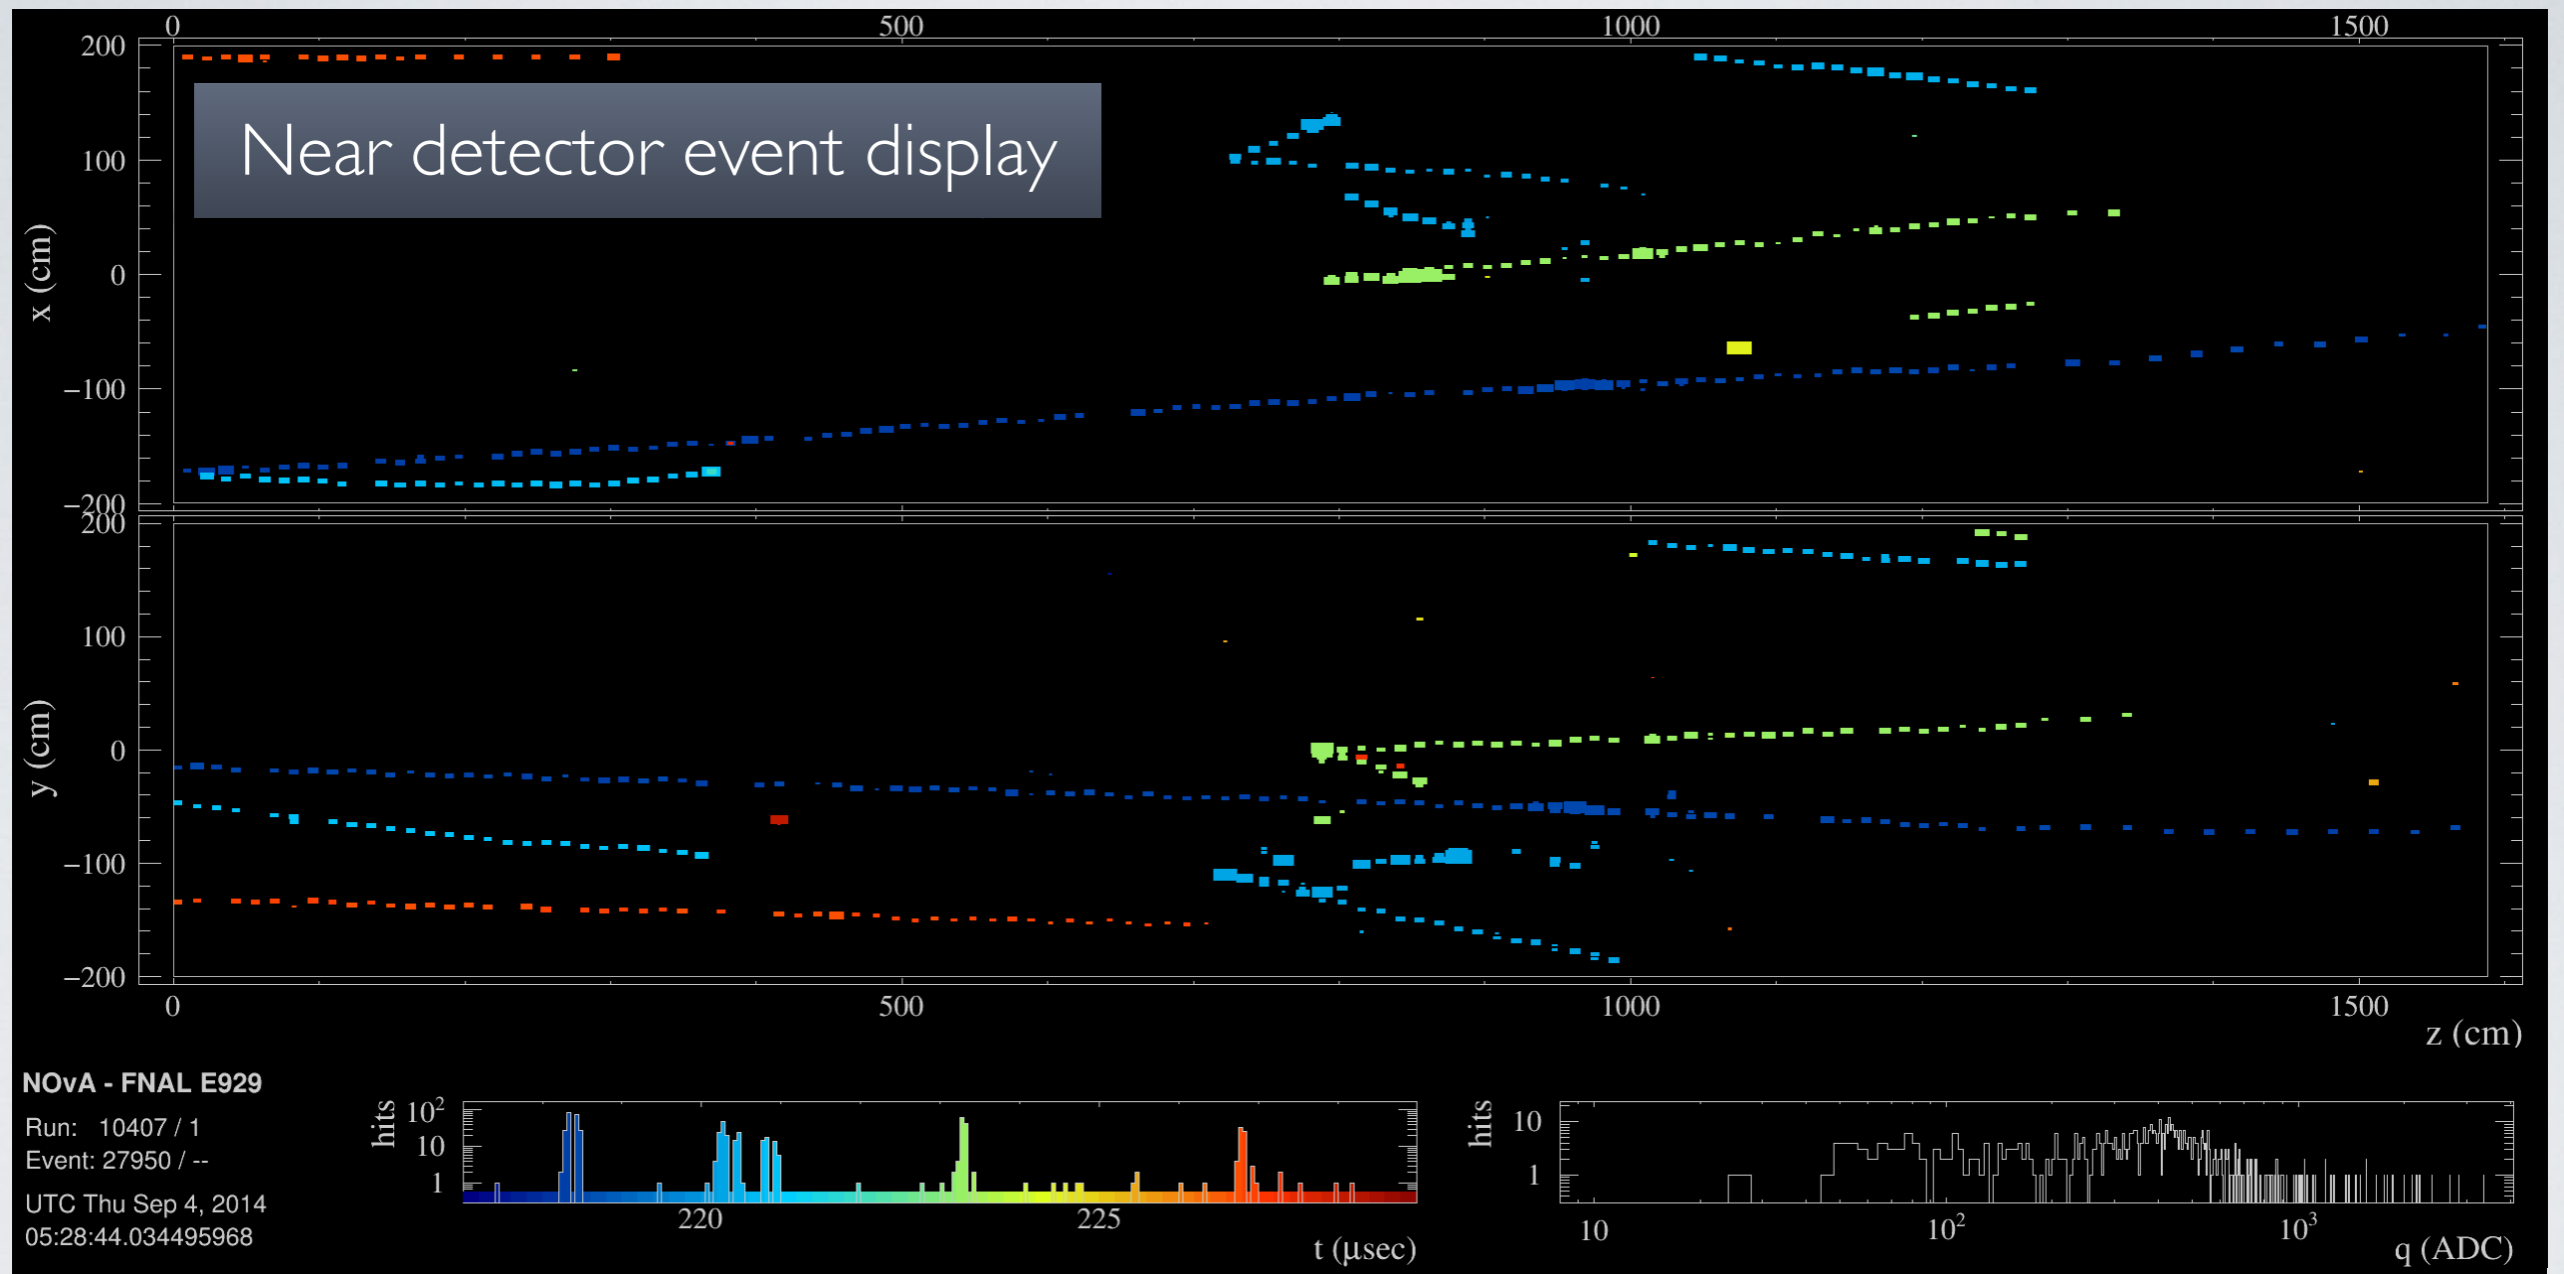 0 500 1000 1500
200
Near detector event display
100
0
−100
−200
x (cm)
200
100
0
−100
−200
y (cm)
0 500 1000 1500
z (cm)
NOvA - FNAL E929
Run: 10407 / 1
Event: 27950 / --
UTC Thu Sep 4, 2014
05:28:44.034495968
hits
10²
10
1
220 225
t (μsec)
hits
10
1
10 10² 10³
q (ADC)